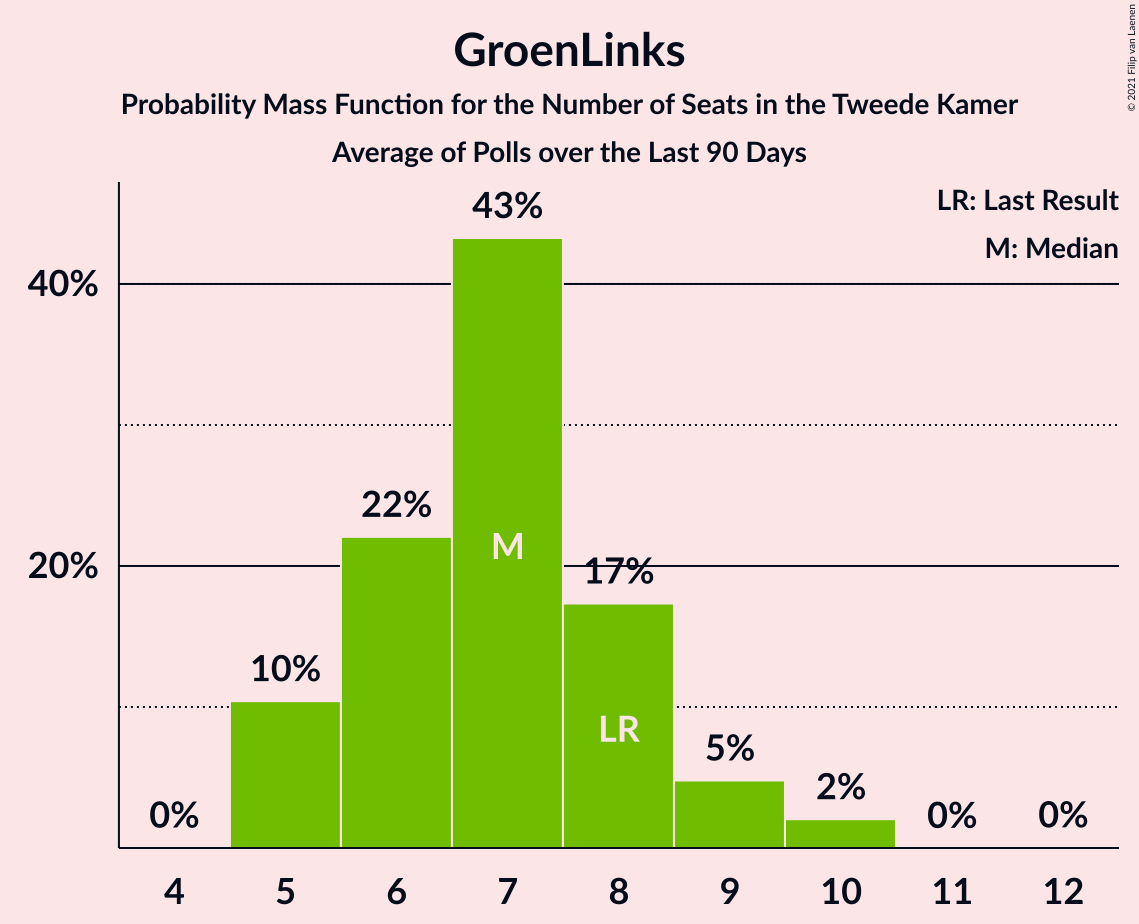 GroenLinks
Probability Mass Function for the Number of Seats in the Tweede Kamer
Average of Polls over the Last 90 Days
© 2021 Filip van Laenen
LR: Last Result
M: Median
43%
40%
22%
M
20%
17%
10%
LR
5%
2%
0%
0%
0%
4 5 6 7 8 9 10 11 12